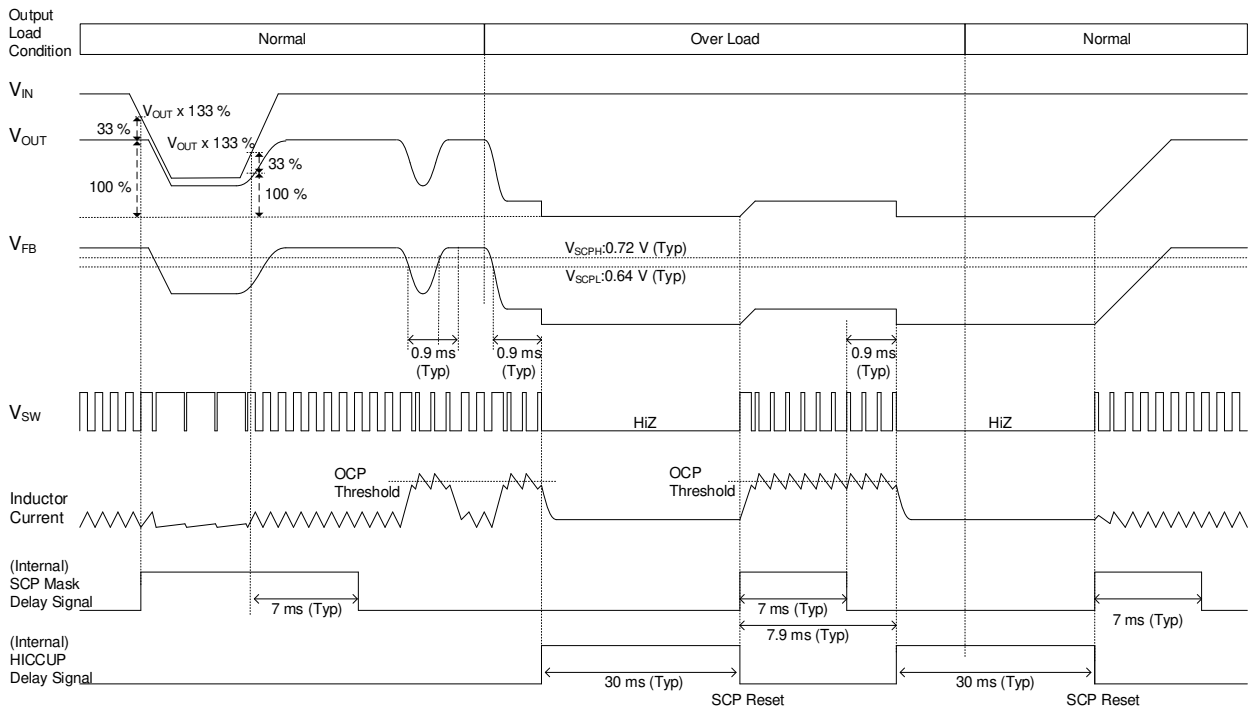 Output
Load
Condition
Normal
Over Load
Normal
VIN
VOUT x 133 %
33 %
VOUT
VOUT x 133 %
33 %
100 %
100 %
VFB
VSCPH:0.72 V (Typ)
VSCPL:0.64 V (Typ)
0.9 ms
(Typ)
0.9 ms
(Typ)
0.9 ms
(Typ)
VSW
HiZ
HiZ
OCP
Threshold
OCP
Threshold
Inductor
Current
(Internal)
SCP Mask
Delay Signal
7 ms (Typ)
7 ms (Typ)
7 ms (Typ)
7.9 ms (Typ)
(Internal)
HICCUP
Delay Signal
30 ms (Typ)
30 ms (Typ)
SCP Reset
SCP Reset